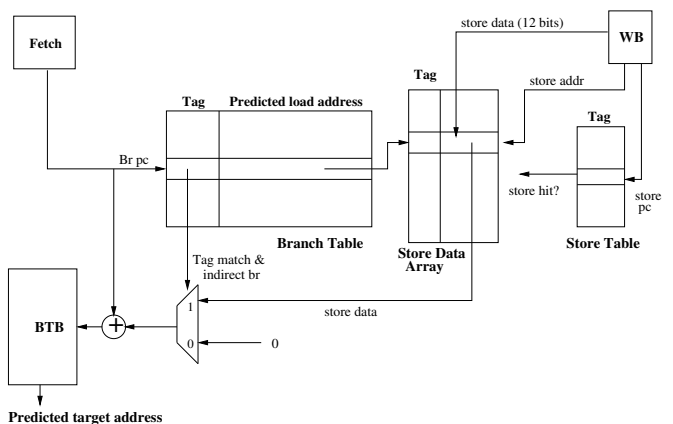 store data (12 bits)
Fetch
WB
Tag
store addr
Tag
Predicted load address
Tag
Br pc
store hit?
store
pc
Branch Table
Store Data
Array
Store Table
Tag match &
indirect br
1
store data
BTB
+
0
0
Predicted target address